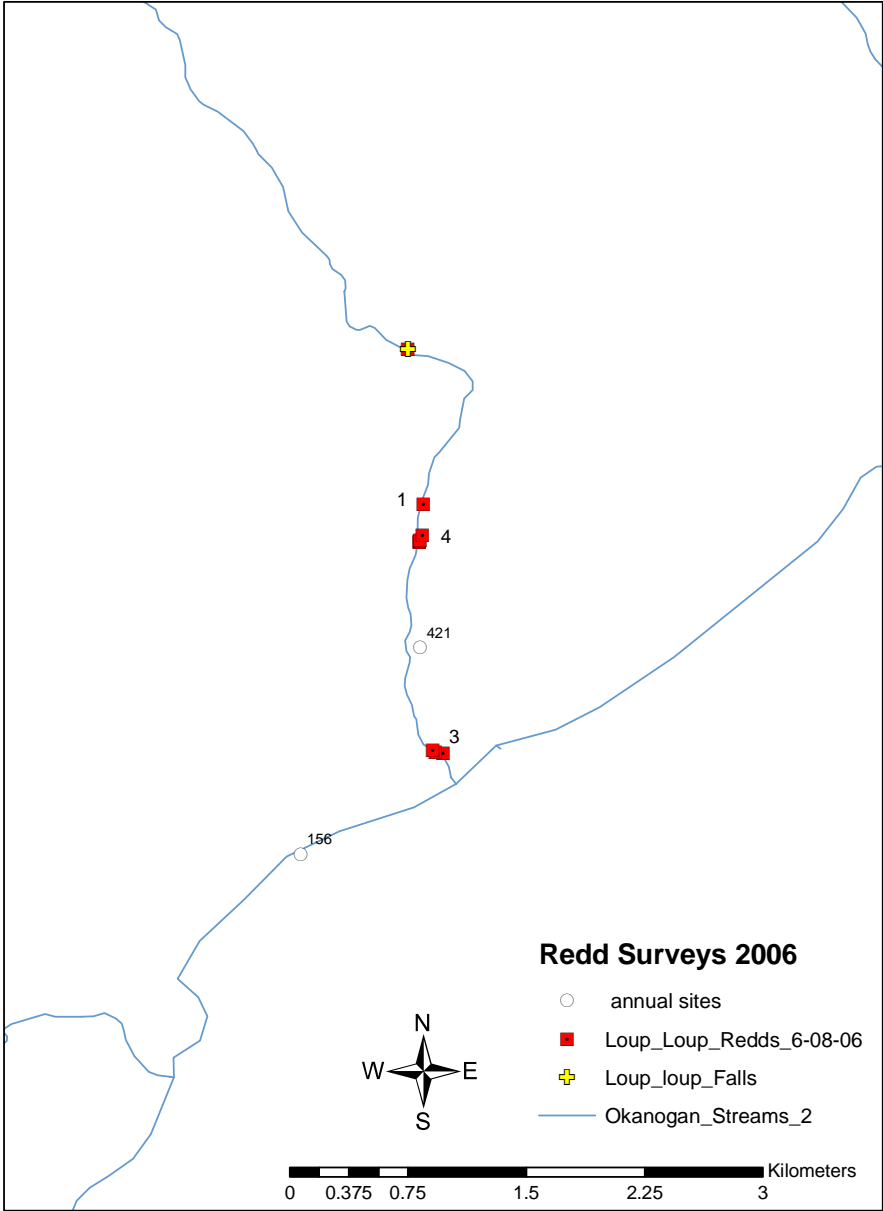 1
4
421
3
156
Redd Surveys 2006
annual sites
Loup_Loup_Redds_6-08-06
Loup_loup_Falls
Okanogan_Streams_2
N
W E
S
Kilometers
0 0.375 0.75 1.5 2.25 3